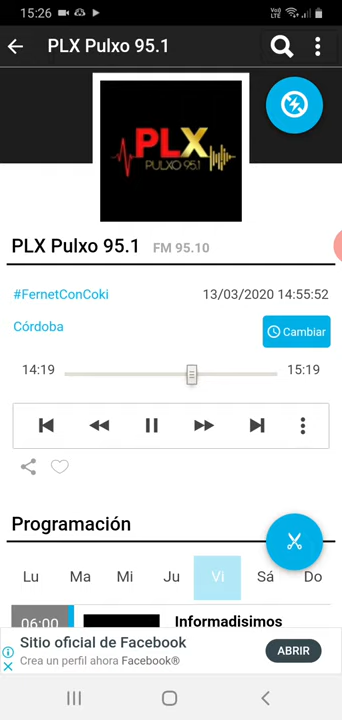 15:26
Vo)) LTE
PLX Pulxo 95.1
PLX
PULXO 95.1
PLX Pulxo 95.1 FM 95.10
#FernetConCoki 13/03/2020 14:55:52
Córdoba
Cambiar
14:19 15:19
Programación
Lu Ma Mi Ju Vi Sá Do
06:00 Informadisimos
Sitio oficial de Facebook
Crea un perfil ahora Facebook®
ABRIR